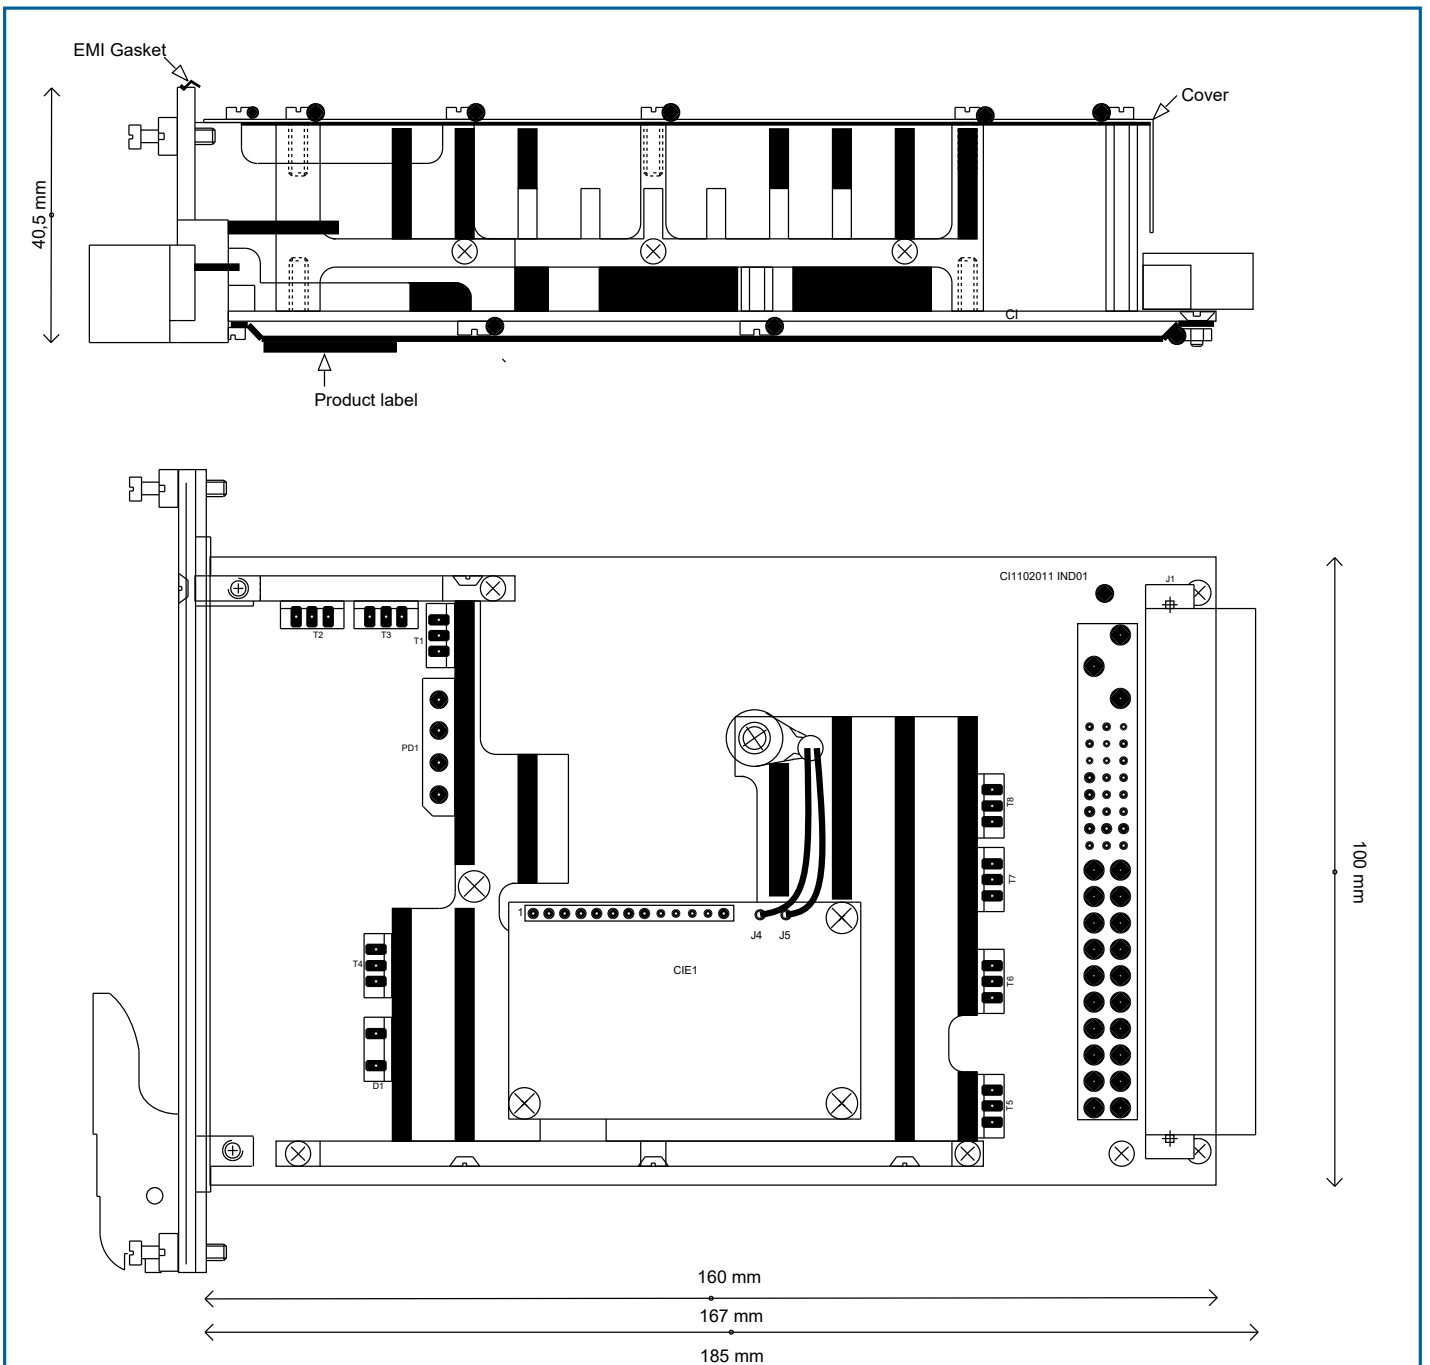 EMI Gasket
Cover
40,5 mm
CI
Product label
CI1102011 IND01
J1
T2
T3
T1
PD1
T8
T7
100 mm
1
J4
J5
T4
CIE1
T6
D1
T5
160 mm
167 mm
185 mm